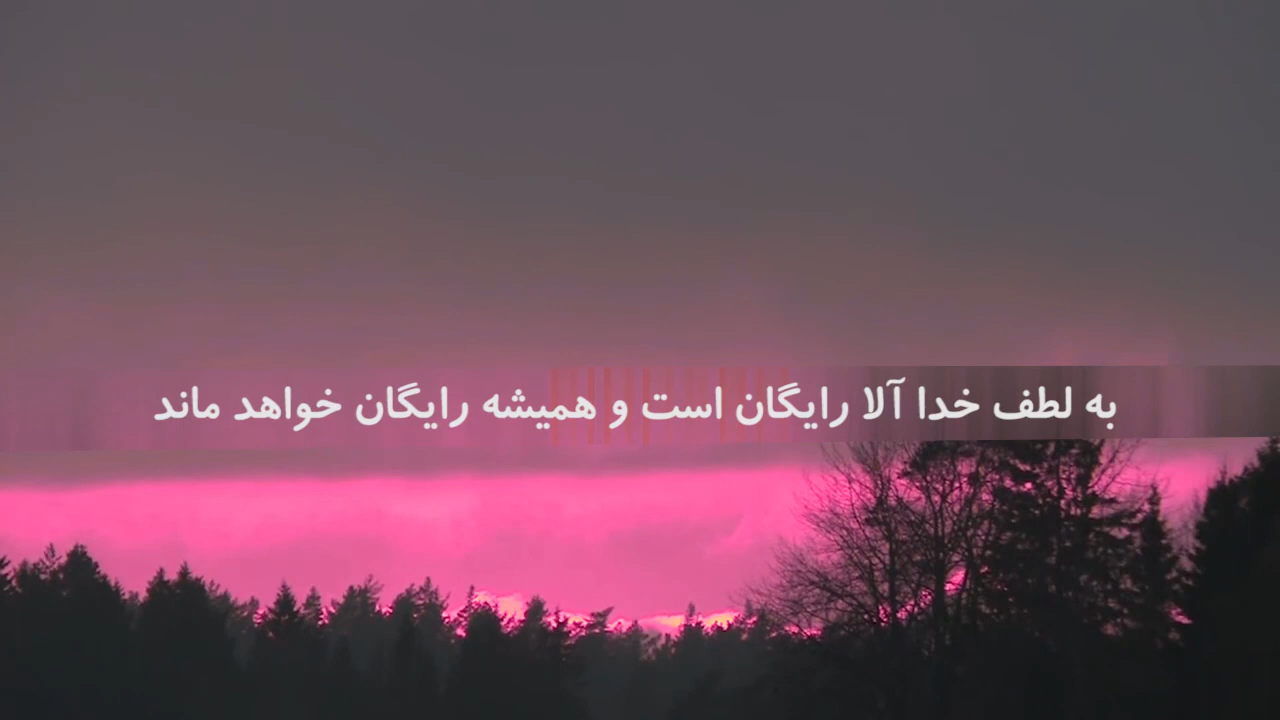 به لطف خدا آلا رایگان است و همیشه رایگان خواهد ماند